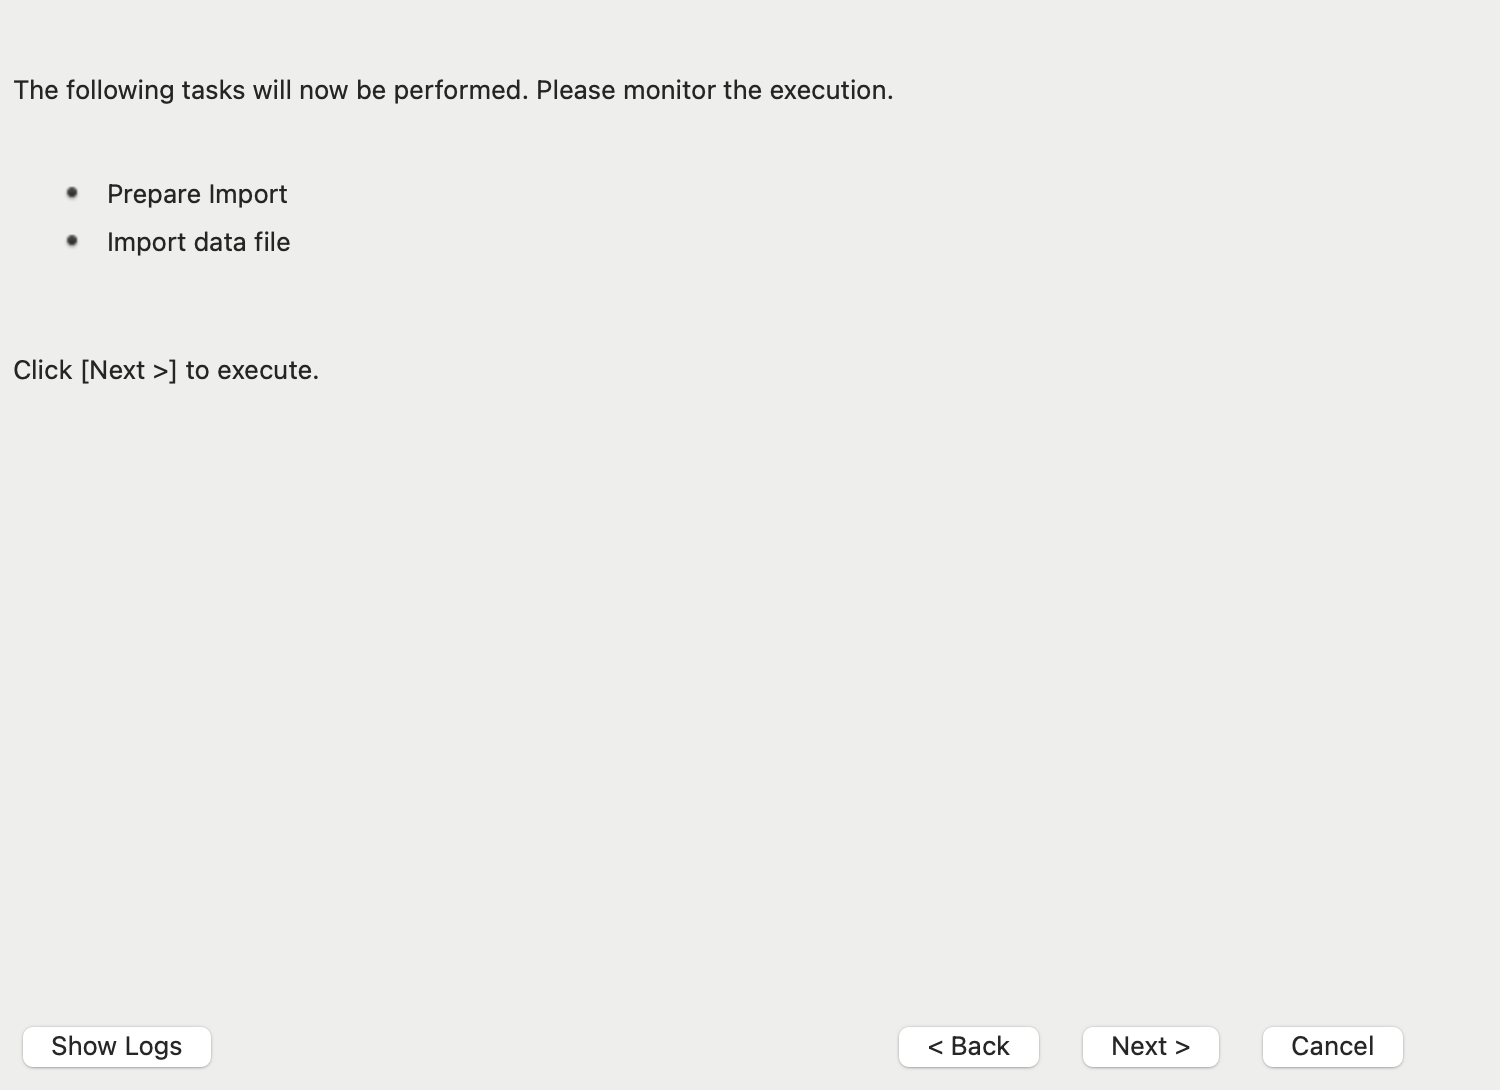 The following tasks will now be performed. Please monitor the execution.
Prepare Import
Import data file
Click [Next >] to execute.
Show Logs
< Back
Next >
Cancel